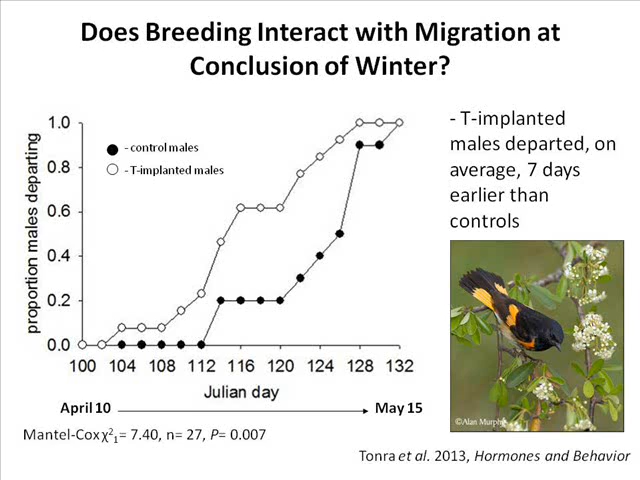 Does Breeding Interact with Migration at
Conclusion of Winter?
- T-implanted
males departed, on
average, 7 days
earlier than
controls
proportion males departing
1.0
0.8
0.6
0.4
0.2
0.0
- control males
- T-implanted males
100 104 108 112 116 120 124 128 132
Julian day
April 10 May 15
Mantel-Cox χ²₁= 7.40, n= 27, P= 0.007
©Alan Murphy
Tonra et al. 2013, Hormones and Behavior